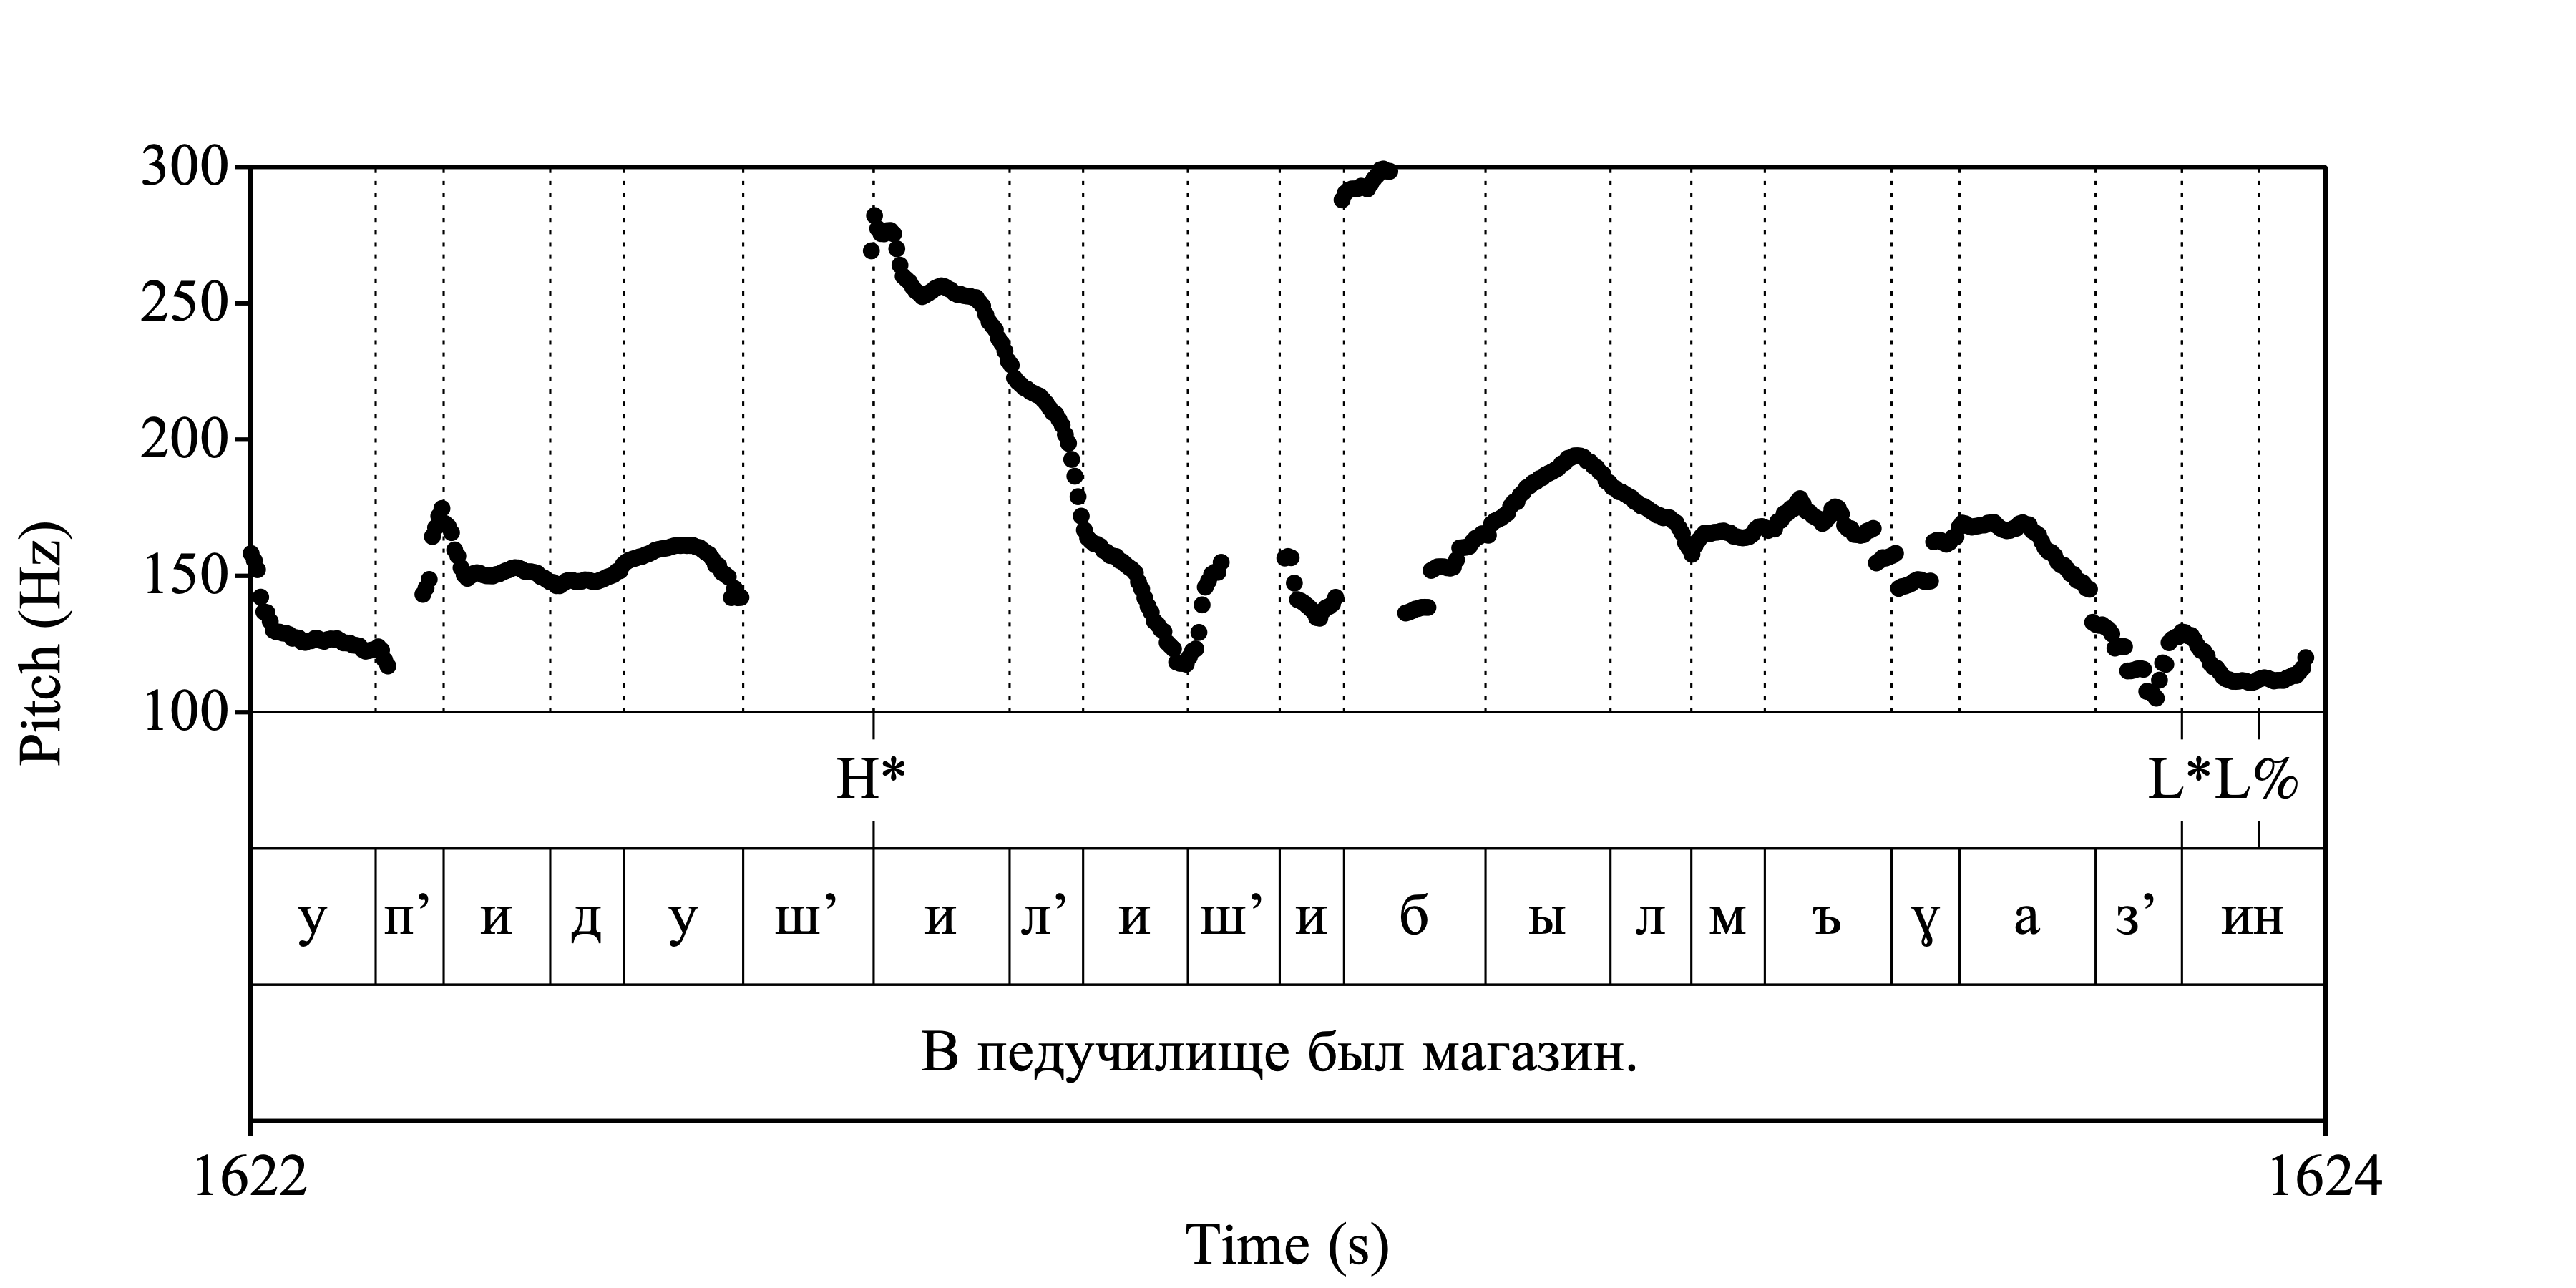 300
250
200
150
100
Pitch (Hz)
H* L* L%
у п’ и д у ш’ и л’ и ш’ и б ы л м ъ ɣ а з’ ин
В педучилище был магазин.
1622 1624
Time (s)